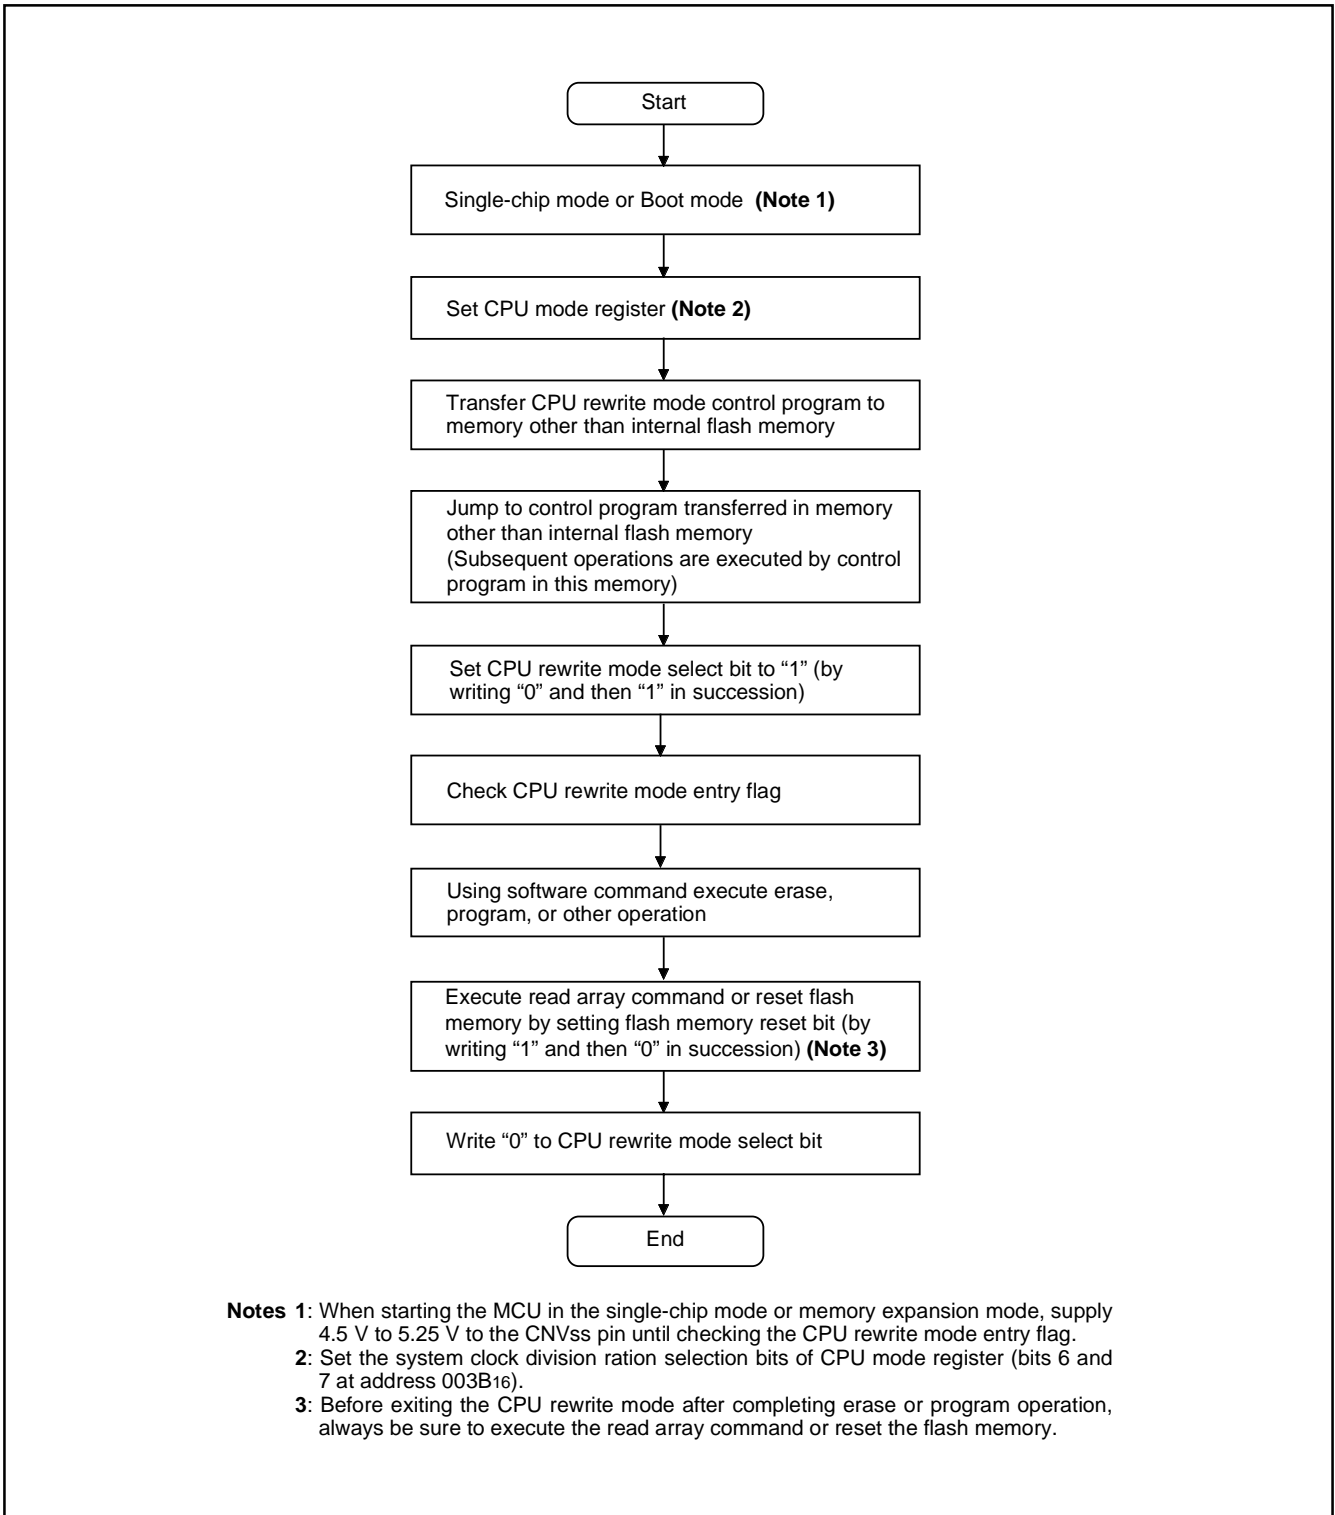 Start
Single-chip mode or Boot mode (Note 1)
Set CPU mode register (Note 2)
Transfer CPU rewrite mode control program to
memory other than internal flash memory
Jump to control program transferred in memory
other than internal flash memory
(Subsequent operations are executed by control
program in this memory)
Set CPU rewrite mode select bit to “1” (by
writing “0” and then “1” in succession)
Check CPU rewrite mode entry flag
Using software command execute erase,
program, or other operation
Execute read array command or reset flash
memory by setting flash memory reset bit (by
writing “1” and then “0” in succession) (Note 3)
Write “0” to CPU rewrite mode select bit
End
Notes 1: When starting the MCU in the single-chip mode or memory expansion mode, supply
4.5 V to 5.25 V to the CNVss pin until checking the CPU rewrite mode entry flag.
2: Set the system clock division ration selection bits of CPU mode register (bits 6 and
7 at address 003B16).
3: Before exiting the CPU rewrite mode after completing erase or program operation,
always be sure to execute the read array command or reset the flash memory.